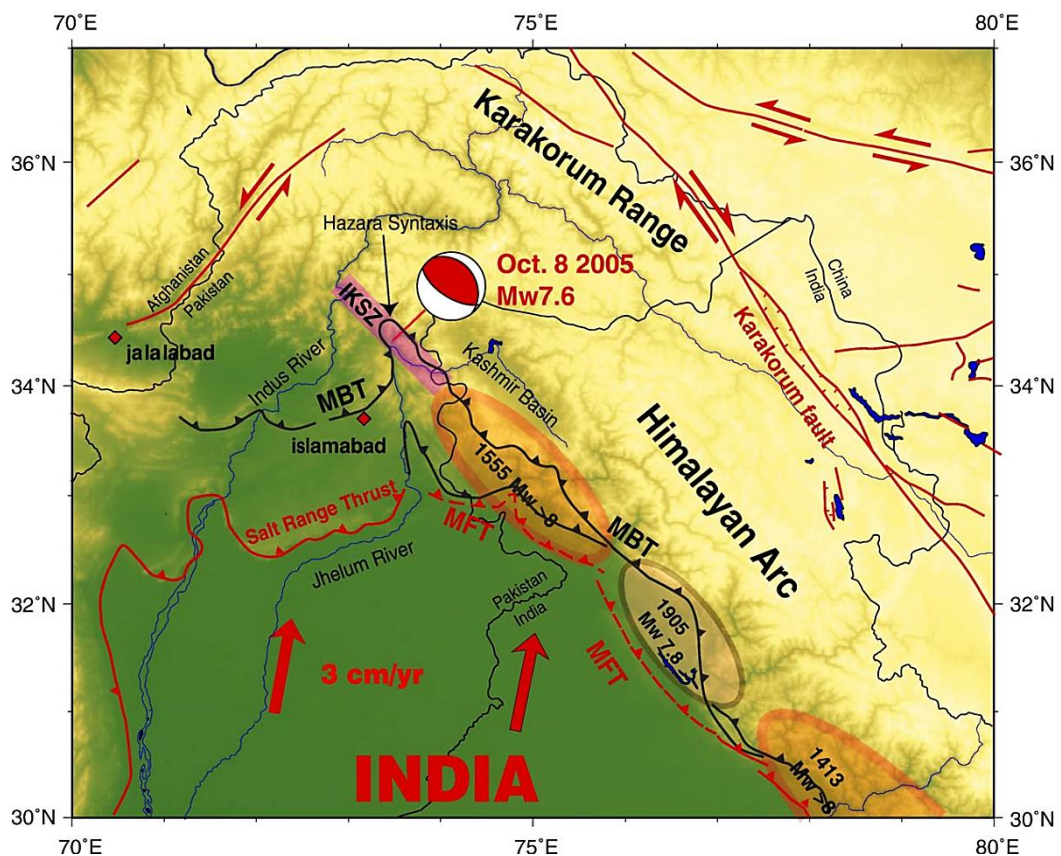 70˚E
75˚E
80˚E
36˚N
36˚N
Karakorum Range
Hazara Syntaxis
Afghanistan
Pakistan
Oct. 8 2005
Mw7.6
China
India
IKSZ
jalalabad
Indus River
Kashmir Basin
Karakorum fault
34˚N
34˚N
MBT
islamabad
Himalayan Arc
1555 Mw >8
Salt Range Thrust
MFT
MBT
Jhelum River
Pakistan
India
32˚N
32˚N
1905
Mw 7.8
MFT
3 cm/yr
INDIA
1413
Mw >8
30˚N
30˚N
70˚E
75˚E
80˚E